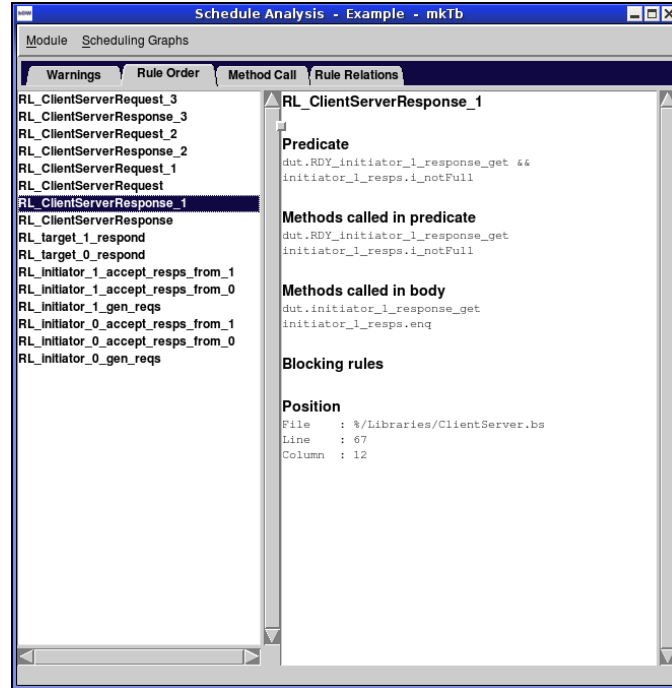 Schedule Analysis - Example - mkTb
Module Scheduling Graphs
Warnings Rule Order Method Call Rule Relations
RL_ClientServerRequest_3
RL_ClientServerResponse_3
RL_ClientServerRequest_2
RL_ClientServerResponse_2
RL_ClientServerRequest_1
RL_ClientServerRequest
RL_ClientServerResponse_1
RL_ClientServerResponse
RL_target_1_respond
RL_target_0_respond
RL_initiator_1_accept_resps_from_1
RL_initiator_1_accept_resps_from_0
RL_initiator_1_gen_reqs
RL_initiator_0_accept_resps_from_1
RL_initiator_0_accept_resps_from_0
RL_initiator_0_gen_reqs
RL_ClientServerResponse_1
Predicate
dut.RDY_initiator_1_response_get &&
initiator_1_resps.i_notFull
Methods called in predicate
dut.RDY_initiator_1_response_get
initiator_1_resps.i_notFull
Methods called in body
dut.initiator_1_response_get
initiator_1_resps.enq
Blocking rules
Position
File : %/Libraries/ClientServer.bs
Line : 67
Column : 12